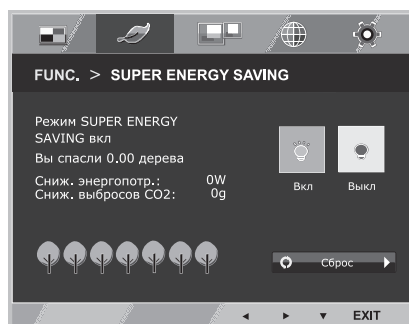 FUNC. > SUPER ENERGY SAVING
Режим SUPER ENERGY
SAVING вкл
Вы спасли 0.00 дерева
Сниж. энергопотр.: 0W
Сниж. выбросов CO2: 0g
Вкл Выкл
Сброс
EXIT